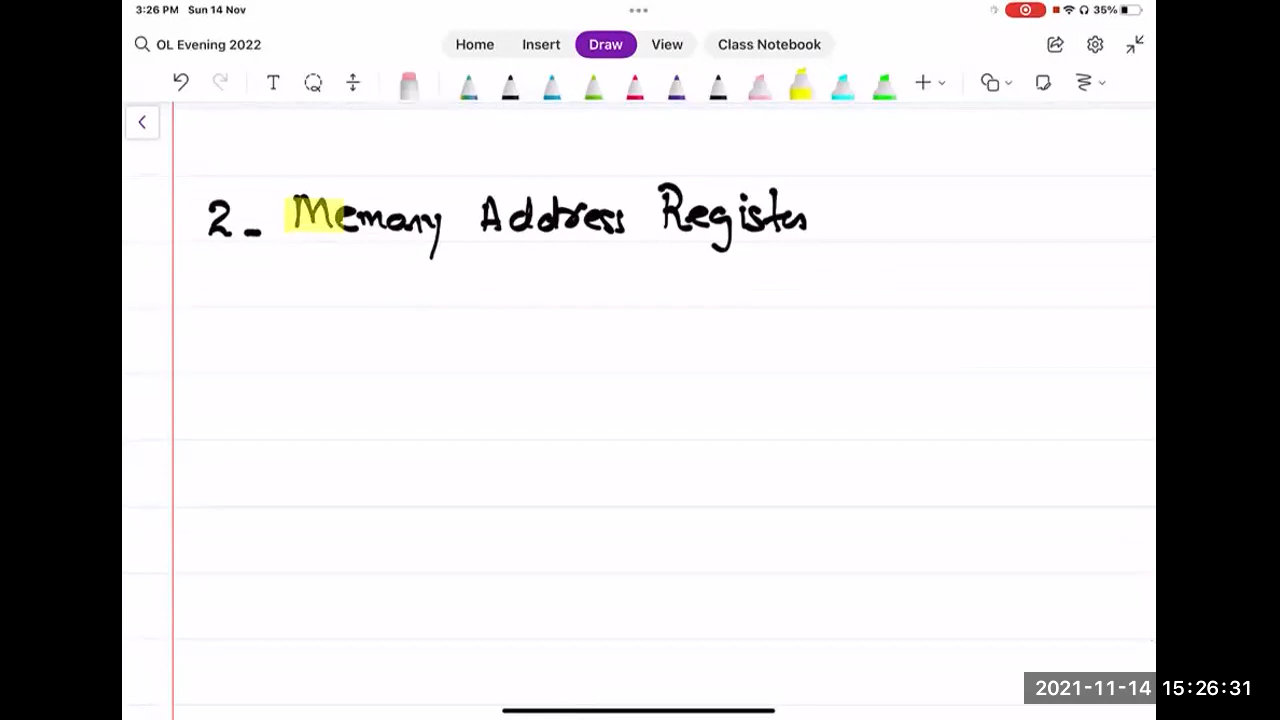 3:26 PM Sun 14 Nov
35%
OL Evening 2022
Home Insert Draw View Class Notebook
2- Memory Address Register
2021-11-14 15:26:31